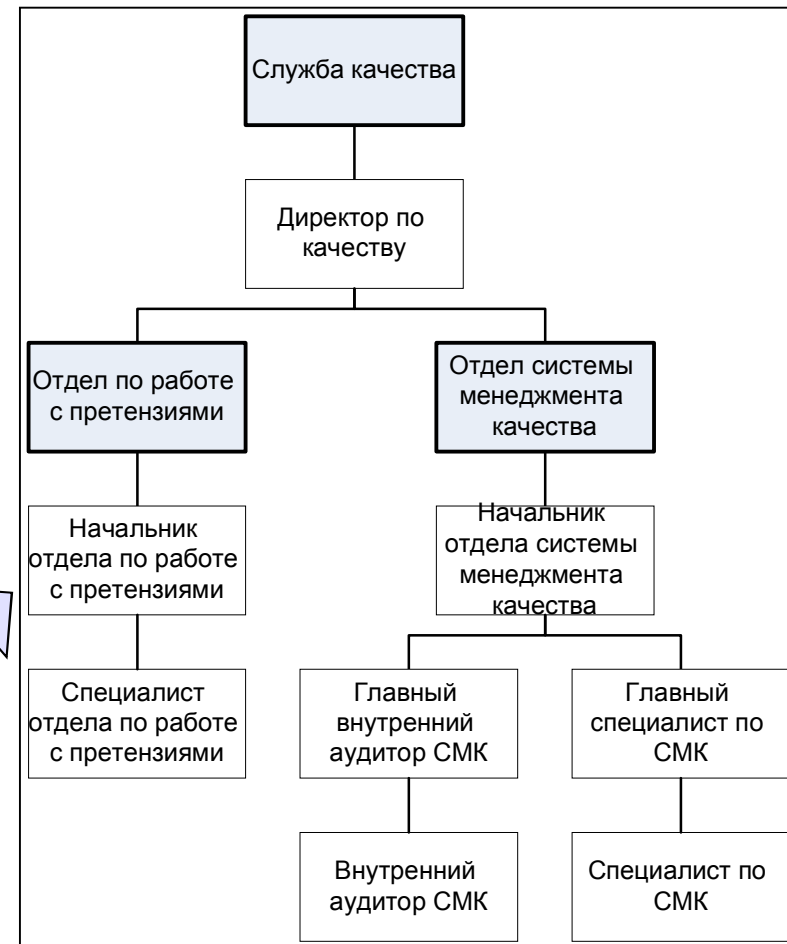 Служба качества
Директор по
качеству
Отдел по работе
с претензиями
Отдел системы
менеджмента
качества
Начальник
отдела по работе
с претензиями
Начальник
отдела системы
менеджмента
качества
Специалист
отдела по работе
с претензиями
Главный
внутренний
аудитор СМК
Главный
специалист по
СМК
Внутренний
аудитор СМК
Специалист по
СМК